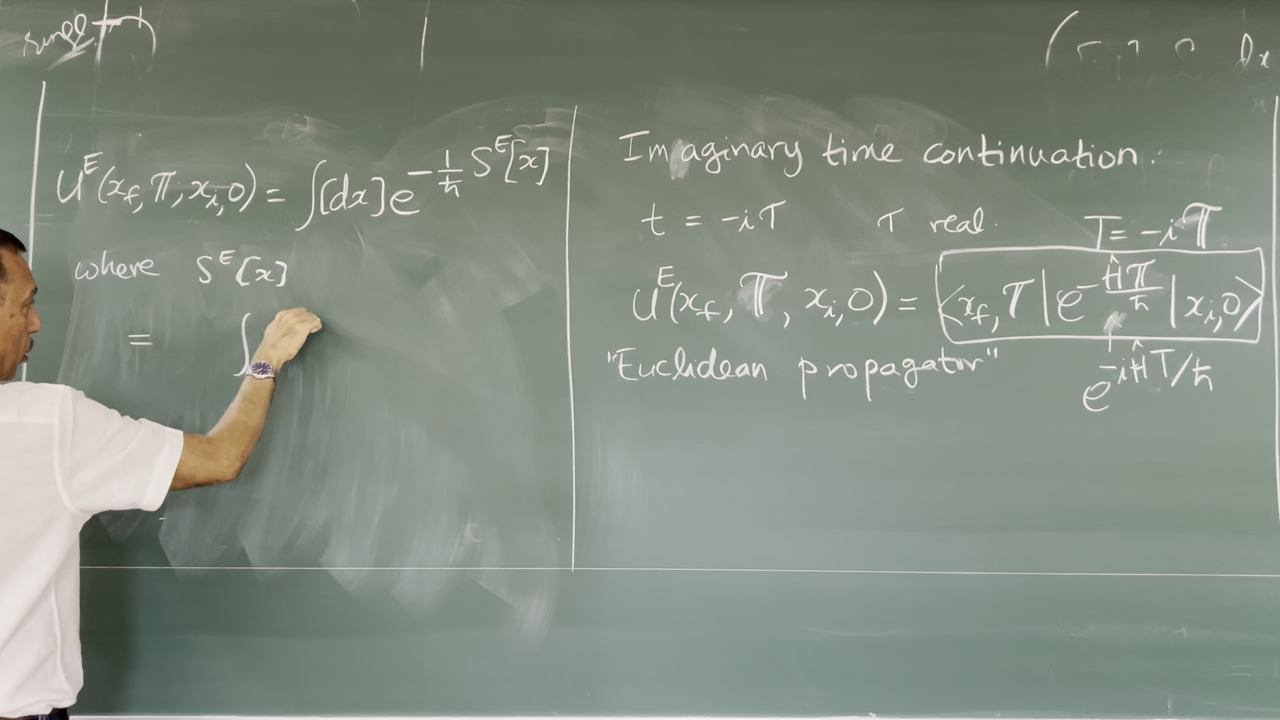 U^E(x_f, 𝕋, x_i, 0) = ∫[dx] e^{-1/ħ S^E[x]}
where S^E[x]
= ∫
Imaginary time continuation:
t = -iτ τ real. T = -i𝕋
U^E(x_f, 𝕋, x_i, 0) = <x_f, T| e^{-Ĥ𝕋/ħ} |x_i, 0>
"Euclidean propagator" e^{-iĤT/ħ}